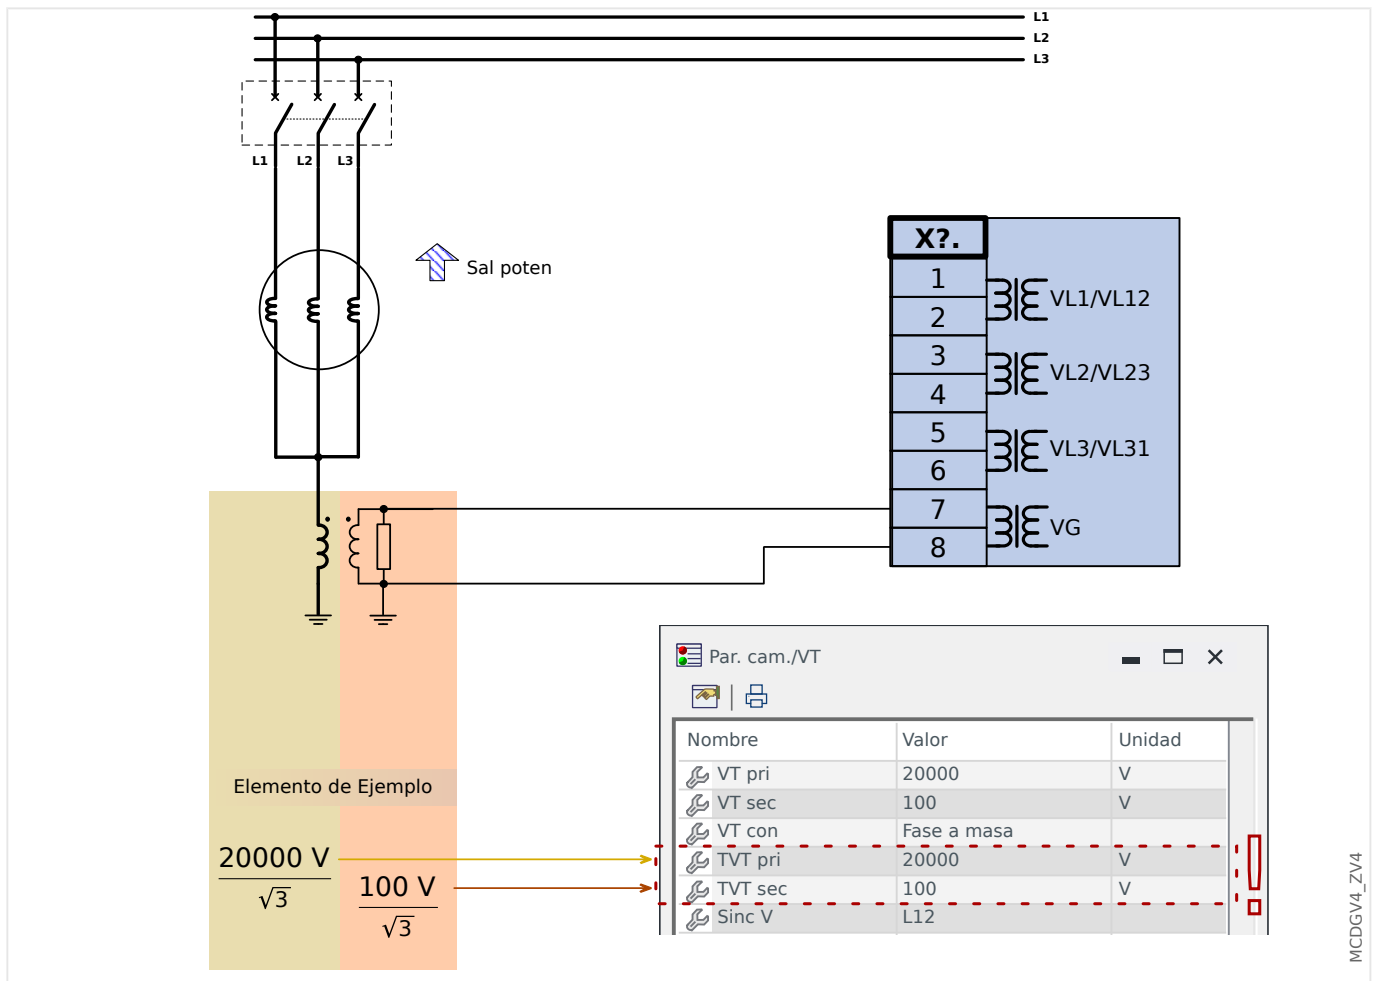 L1
L2
L3
L1 L2 L3
Sal poten
X?.
1
2
VL1/VL12
3
4
VL2/VL23
5
6
VL3/VL31
7
8
VG
Par. cam./VT
Nombre Valor Unidad
VT pri 20000 V
VT sec 100 V
VT con Fase a masa
TVT pri 20000 V
TVT sec 100 V
Sinc V L12
Elemento de Ejemplo
20000 V
√3
100 V
√3
MCDGV4_ZV4